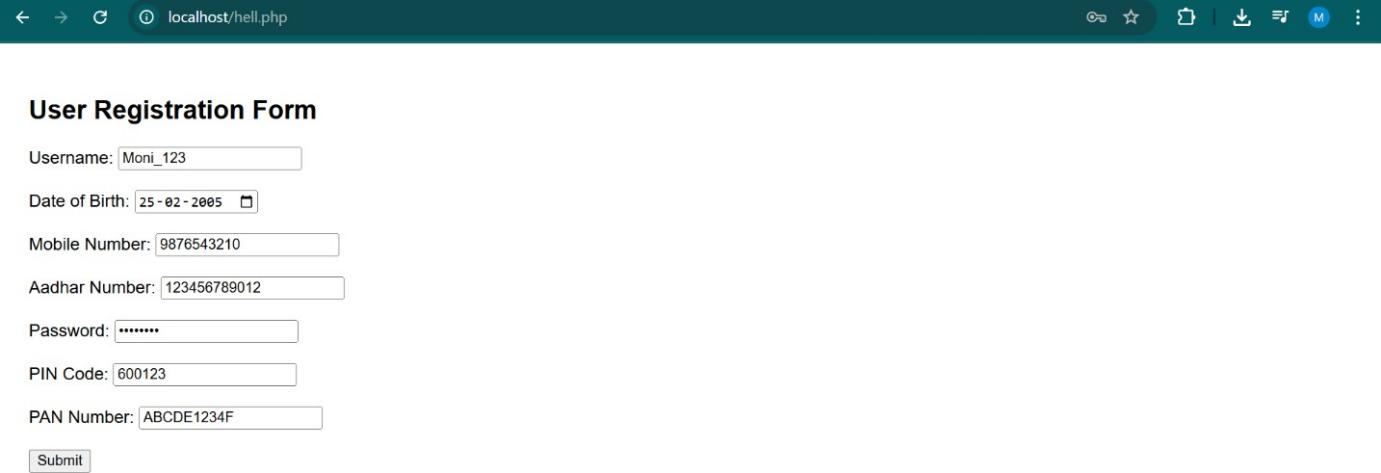 localhost/hell.php
M
User Registration Form
Username: Moni_123
Date of Birth: 25-02-2005
Mobile Number: 9876543210
Aadhar Number: 123456789012
Password: ••••••••
PIN Code: 600123
PAN Number: ABCDE1234F
Submit